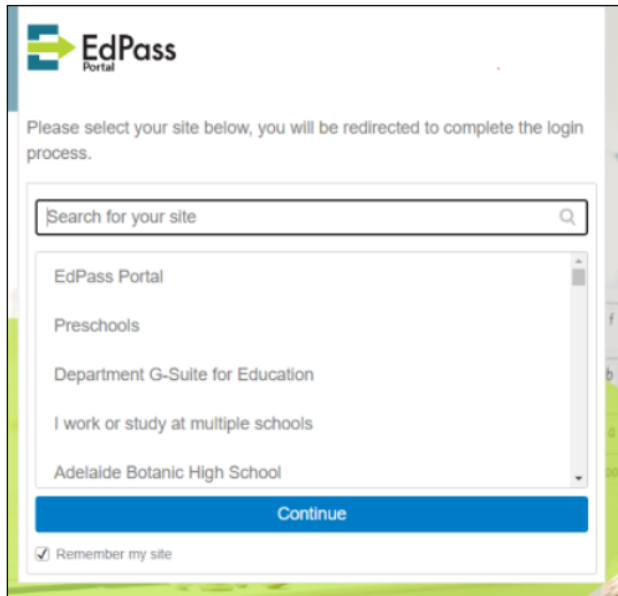 EdPass
Portal
Please select your site below, you will be redirected to complete the login
process.
Search for your site
EdPass Portal
Preschools
Department G-Suite for Education
I work or study at multiple schools
Adelaide Botanic High School
Continue
Remember my site